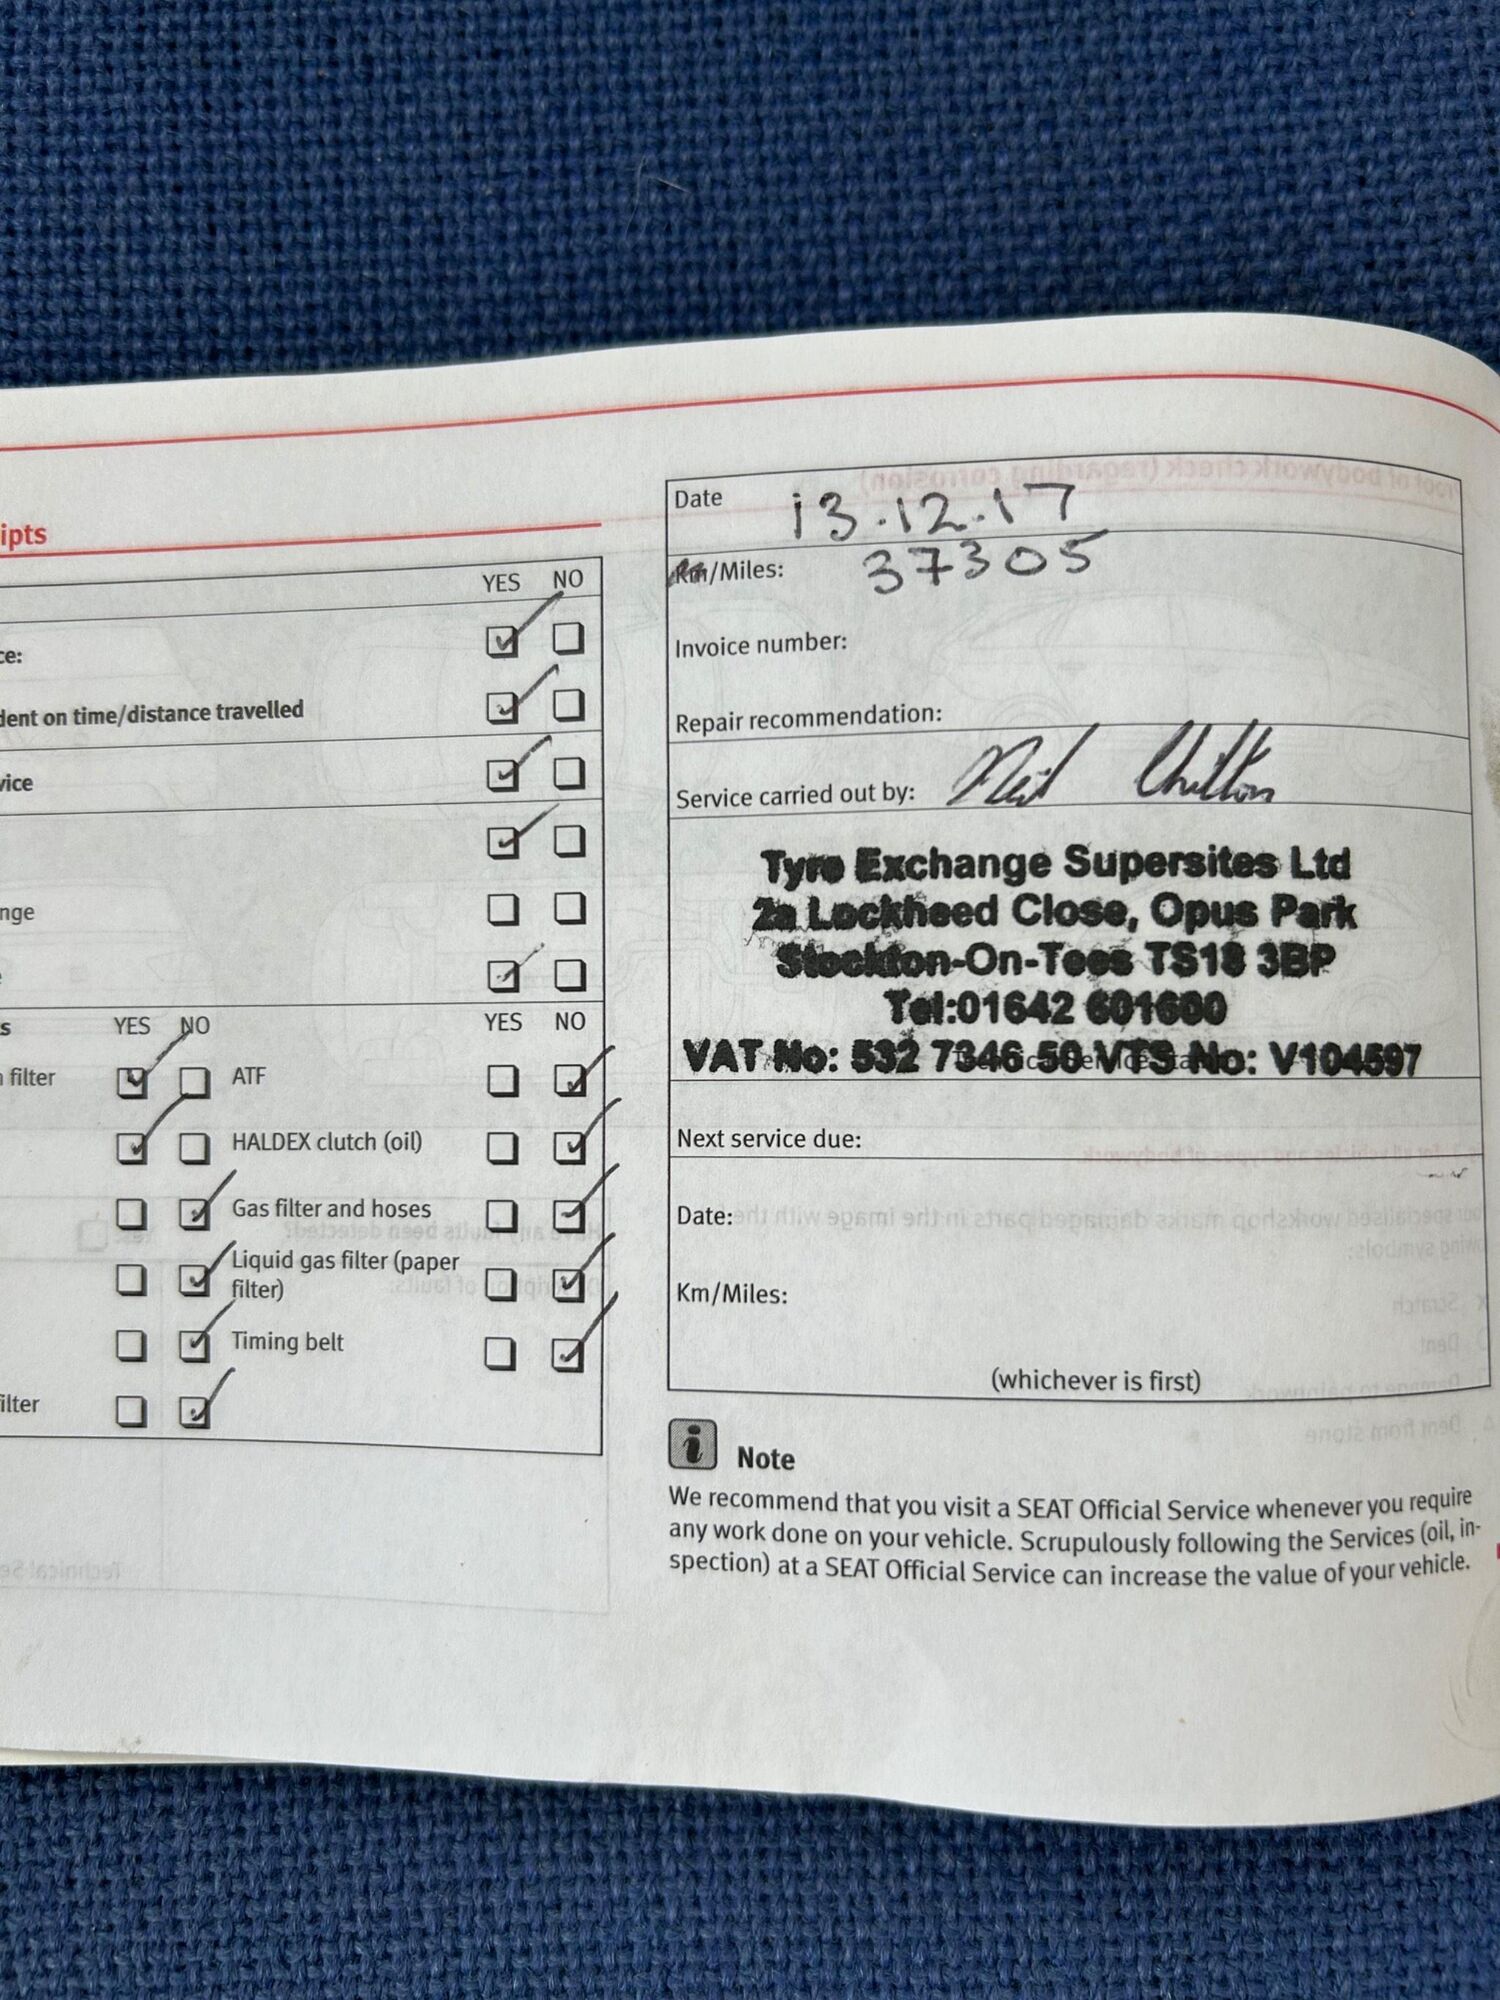 ipts
YES NO
ce:
dent on time/distance travelled
vice
nge
s YES NO YES NO
filter ATF
HALDEX clutch (oil)
Gas filter and hoses
Liquid gas filter (paper
filter)
Timing belt
ilter
Date 13.12.17
Km/Miles: 37305
Invoice number:
Repair recommendation:
Service carried out by: Neil Chilton
Tyre Exchange Supersites Ltd
2a Lockheed Close, Opus Park
Stockton-On-Tees TS18 3BP
Tel:01642 601600
VAT No: 532 7346 50 VTS No: V104597
Next service due:
Date:
Km/Miles:
(whichever is first)
i Note
We recommend that you visit a SEAT Official Service whenever you require
any work done on your vehicle. Scrupulously following the Services (oil, in-
spection) at a SEAT Official Service can increase the value of your vehicle.